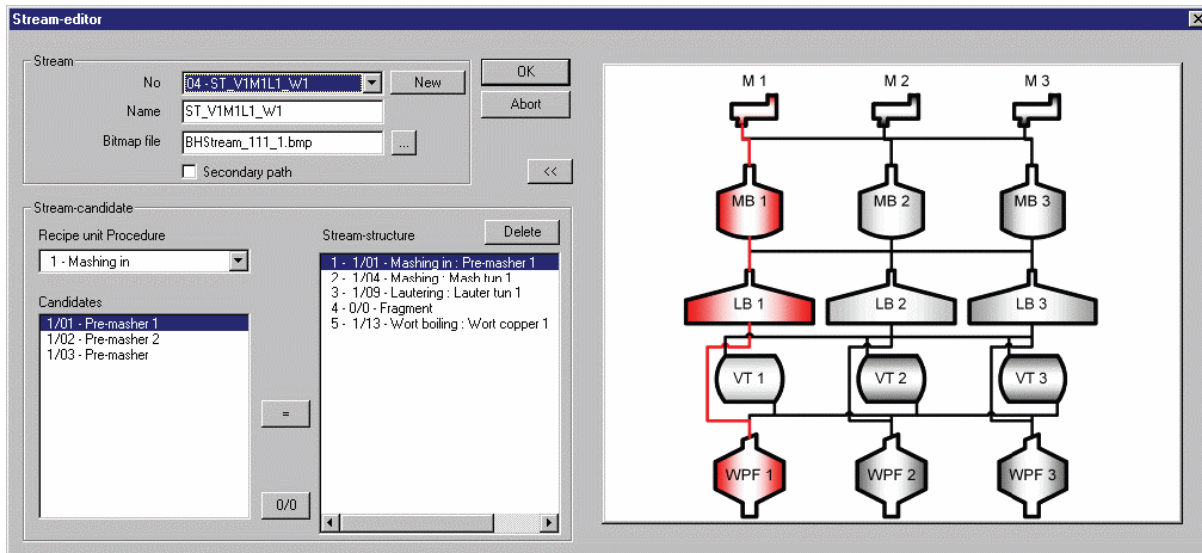 Stream-editor
Stream
No
04 - ST_V1M1L1_W1
New
Name
ST_V1M1L1_W1
Bitmap file
BHStream_111_1.bmp
...
Secondary path
OK
Abort
<<
Stream-candidate
Recipe unit Procedure
1 - Mashing in
Candidates
1/01 - Pre-masher 1
1/02 - Pre-masher 2
1/03 - Pre-masher
=
0/0
Stream-structure
Delete
1 - 1/01 - Mashing in : Pre-masher 1
2 - 1/04 - Mashing : Mash tun 1
3 - 1/09 - Lautering : Lauter tun 1
4 - 0/0 - Fragment
5 - 1/13 - Wort boiling : Wort copper 1
M 1 M 2 M 3
MB 1 MB 2 MB 3
LB 1 LB 2 LB 3
VT 1 VT 2 VT 3
WPF 1 WPF 2 WPF 3